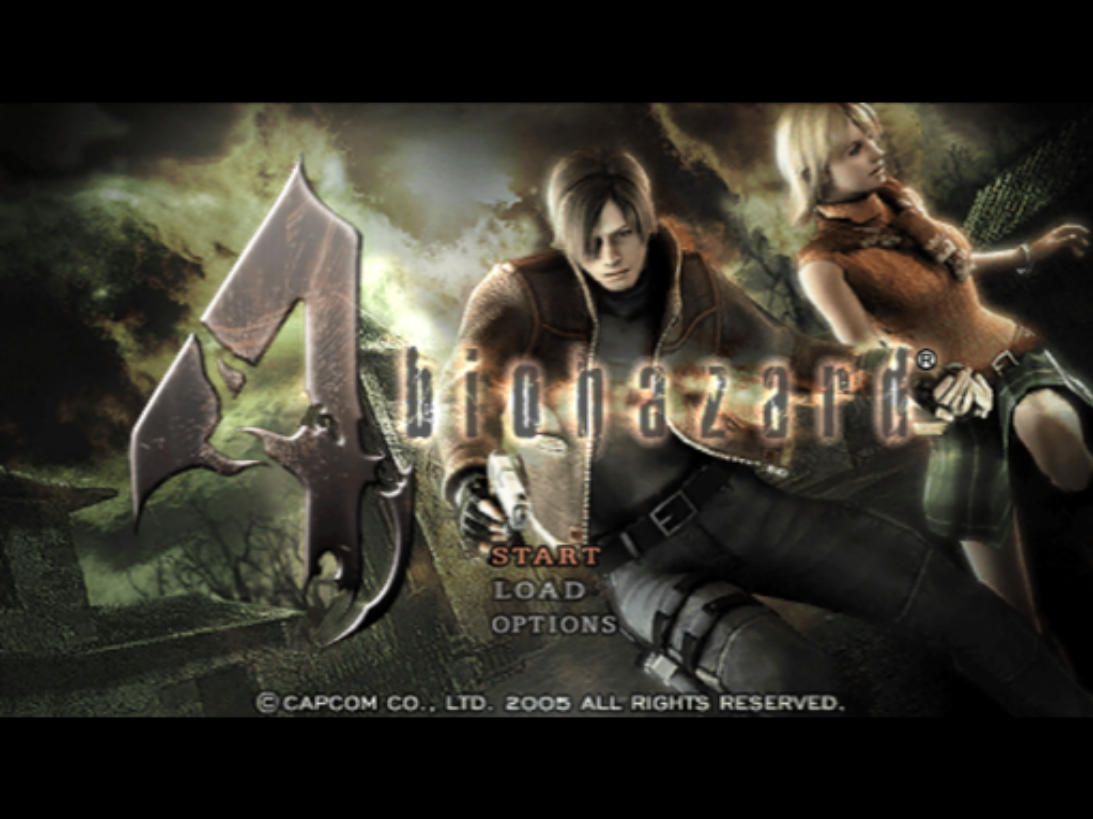 4
biohazard®
START
LOAD
OPTIONS
©CAPCOM CO., LTD. 2005 ALL RIGHTS RESERVED.